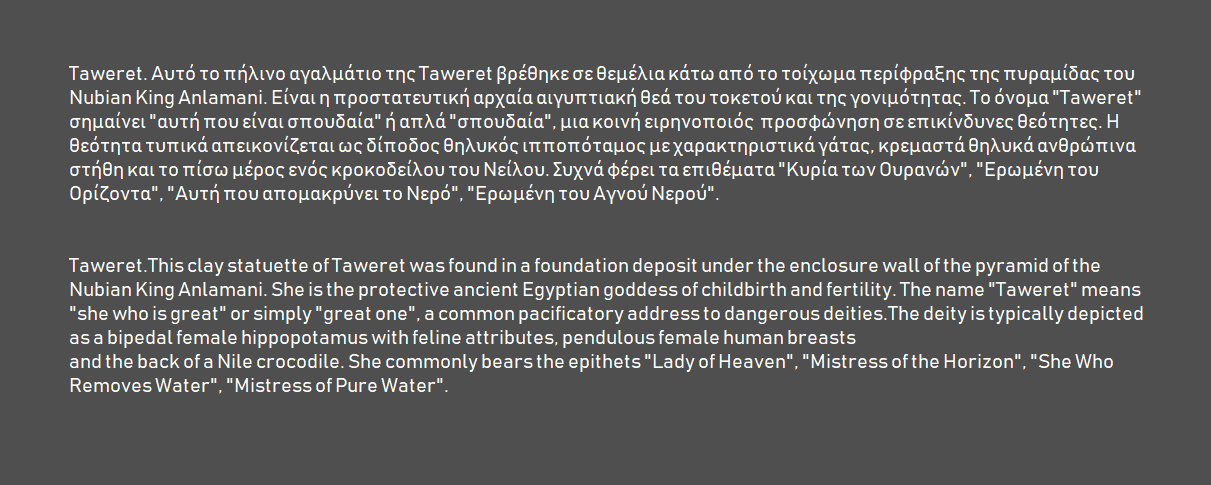 Taweret. Αυτό το πήλινο αγαλμάτιο της Taweret βρέθηκε σε θεμέλια κάτω από το τοίχωμα περίφραξης της πυραμίδας του
Nubian King Anlamani. Είναι η προστατευτική αρχαία αιγυπτιακή θεά του τοκετού και της γονιμότητας. Το όνομα "Taweret"
σημαίνει "αυτή που είναι σπουδαία" ή απλά "σπουδαία", μια κοινή ειρηνοποιός  προσφώνηση σε επικίνδυνες θεότητες. Η
θεότητα τυπικά απεικονίζεται ως δίποδος θηλυκός ιπποπόταμος με χαρακτηριστικά γάτας, κρεμαστά θηλυκά ανθρώπινα
στήθη και το πίσω μέρος ενός κροκοδείλου του Νείλου. Συχνά φέρει τα επιθέματα "Κυρία των Ουρανών", "Ερωμένη του
Ορίζοντα", "Αυτή που απομακρύνει το Νερό", "Ερωμένη του Αγνού Νερού".
Taweret.This clay statuette of Taweret was found in a foundation deposit under the enclosure wall of the pyramid of the
Nubian King Anlamani. She is the protective ancient Egyptian goddess of childbirth and fertility. The name "Taweret" means
"she who is great" or simply "great one", a common pacificatory address to dangerous deities.The deity is typically depicted
as a bipedal female hippopotamus with feline attributes, pendulous female human breasts
and the back of a Nile crocodile. She commonly bears the epithets "Lady of Heaven", "Mistress of the Horizon", "She Who
Removes Water", "Mistress of Pure Water".